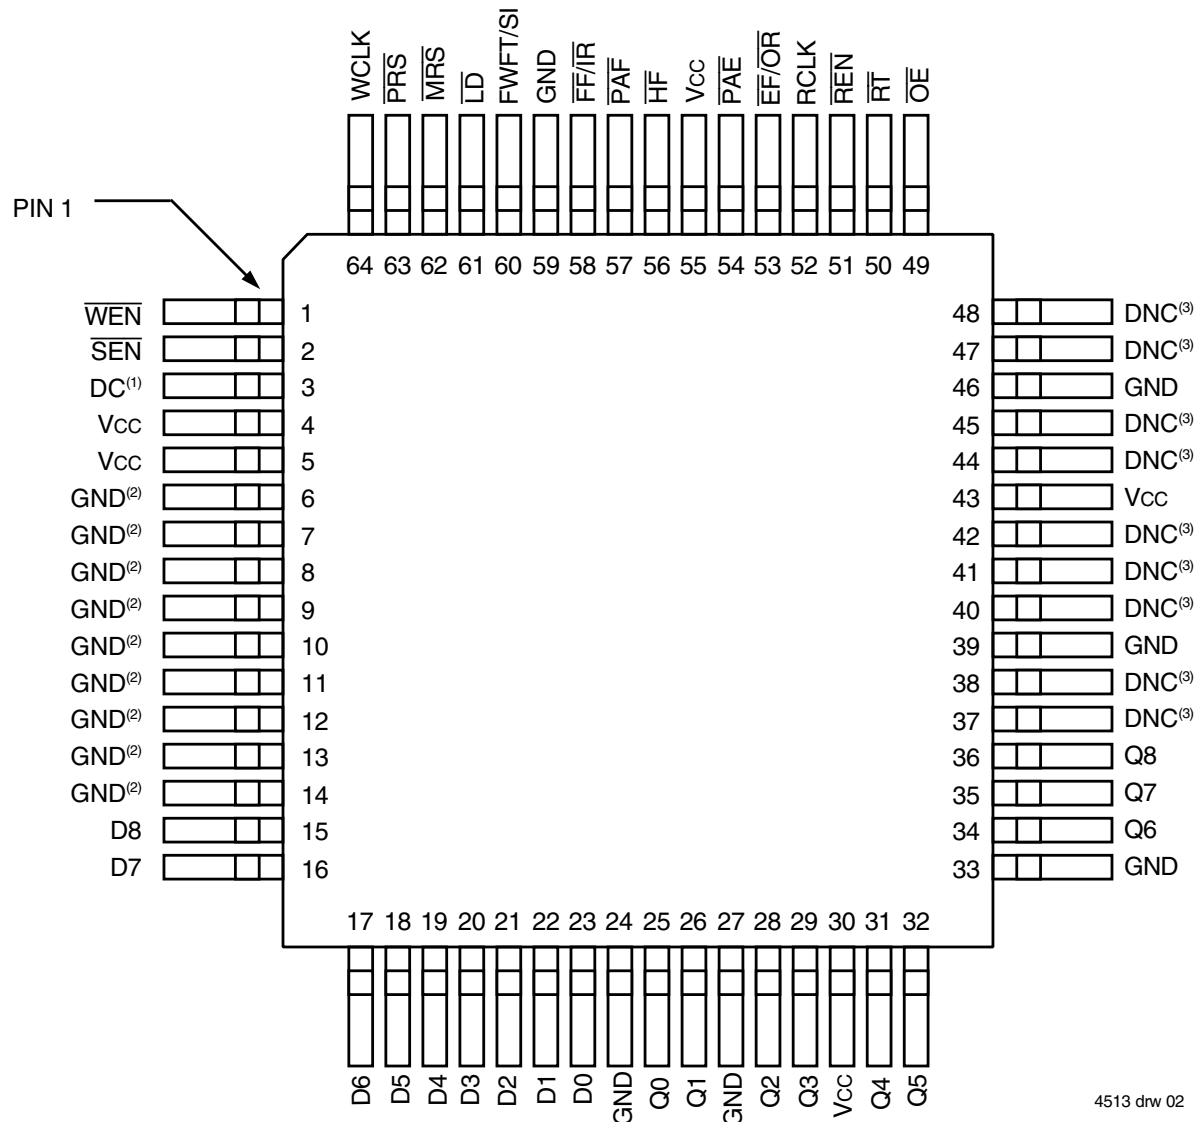 WCLK
PRS
MRS
LD
FWFT/SI
GND
FF/IR
PAF
HF
VCC
PAE
EF/OR
RCLK
REN
RT
OE
PIN 1
64 63 62 61 60 59 58 57 56 55 54 53 52 51 50 49
WEN 1
SEN 2
DC(1) 3
VCC 4
VCC 5
GND(2) 6
GND(2) 7
GND(2) 8
GND(2) 9
GND(2) 10
GND(2) 11
GND(2) 12
GND(2) 13
GND(2) 14
D8 15
D7 16
48 DNC(3)
47 DNC(3)
46 GND
45 DNC(3)
44 DNC(3)
43 VCC
42 DNC(3)
41 DNC(3)
40 DNC(3)
39 GND
38 DNC(3)
37 DNC(3)
36 Q8
35 Q7
34 Q6
33 GND
17 18 19 20 21 22 23 24 25 26 27 28 29 30 31 32
D6
D5
D4
D3
D2
D1
D0
GND
Q0
Q1
GND
Q2
Q3
VCC
Q4
Q5
4513 drw 02